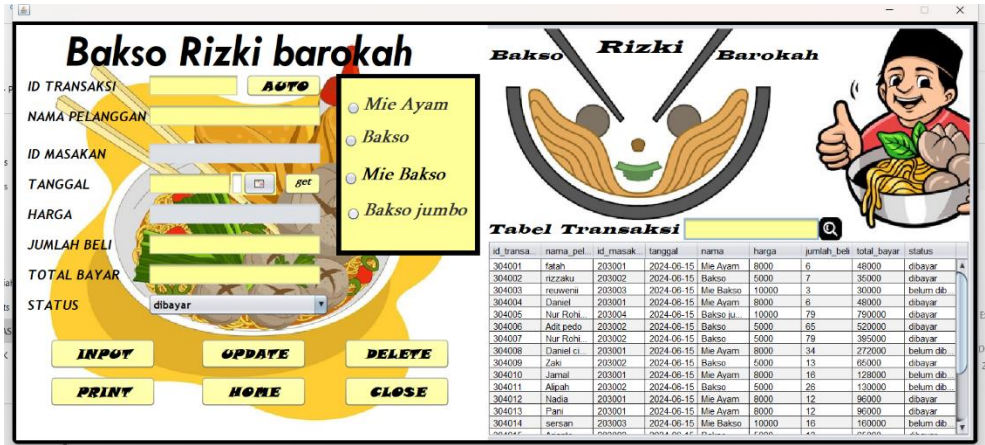 Bakso Rizki barokah
ID TRANSAKSI
AUTO
NAMA PELANGGAN
ID MASAKAN
TANGGAL
get
HARGA
JUMLAH BELI
TOTAL BAYAR
STATUS
dibayar
Mie Ayam
Bakso
Mie Bakso
Bakso jumbo
INPUT UPDATE DELETE
PRINT HOME CLOSE
Bakso Rizki Barokah
Tabel Transaksi
id_transa... nama_pel... id_masak... tanggal nama harga jumlah_beli total_bayar status
304001 fatah 203001 2024-06-15 Mie Ayam 8000 6 48000 dibayar
304002 rizzaku 203002 2024-06-15 Bakso 5000 7 35000 dibayar
304003 reuwenii 203003 2024-06-15 Mie Bakso 10000 3 30000 belum dib...
304004 Daniel 203001 2024-06-15 Mie Ayam 8000 6 48000 dibayar
304005 Nur Rohi... 203004 2024-06-15 Bakso ju... 10000 79 790000 dibayar
304006 Adit pedo 203002 2024-06-15 Bakso 5000 65 520000 dibayar
304007 Nur Rohi... 203002 2024-06-15 Bakso 5000 79 395000 dibayar
304008 Daniel ci... 203001 2024-06-15 Mie Ayam 8000 34 272000 belum dib...
304009 Zaki 203002 2024-06-15 Bakso 5000 13 65000 dibayar
304010 Jamal 203001 2024-06-15 Mie Ayam 8000 16 128000 belum dib...
304011 Alipah 203002 2024-06-15 Bakso 5000 26 130000 belum dib...
304012 Nadia 203001 2024-06-15 Mie Ayam 8000 12 96000 dibayar
304013 Pani 203001 2024-06-15 Mie Ayam 8000 12 96000 dibayar
304014 sersan 203003 2024-06-15 Mie Bakso 10000 16 160000 belum dib...